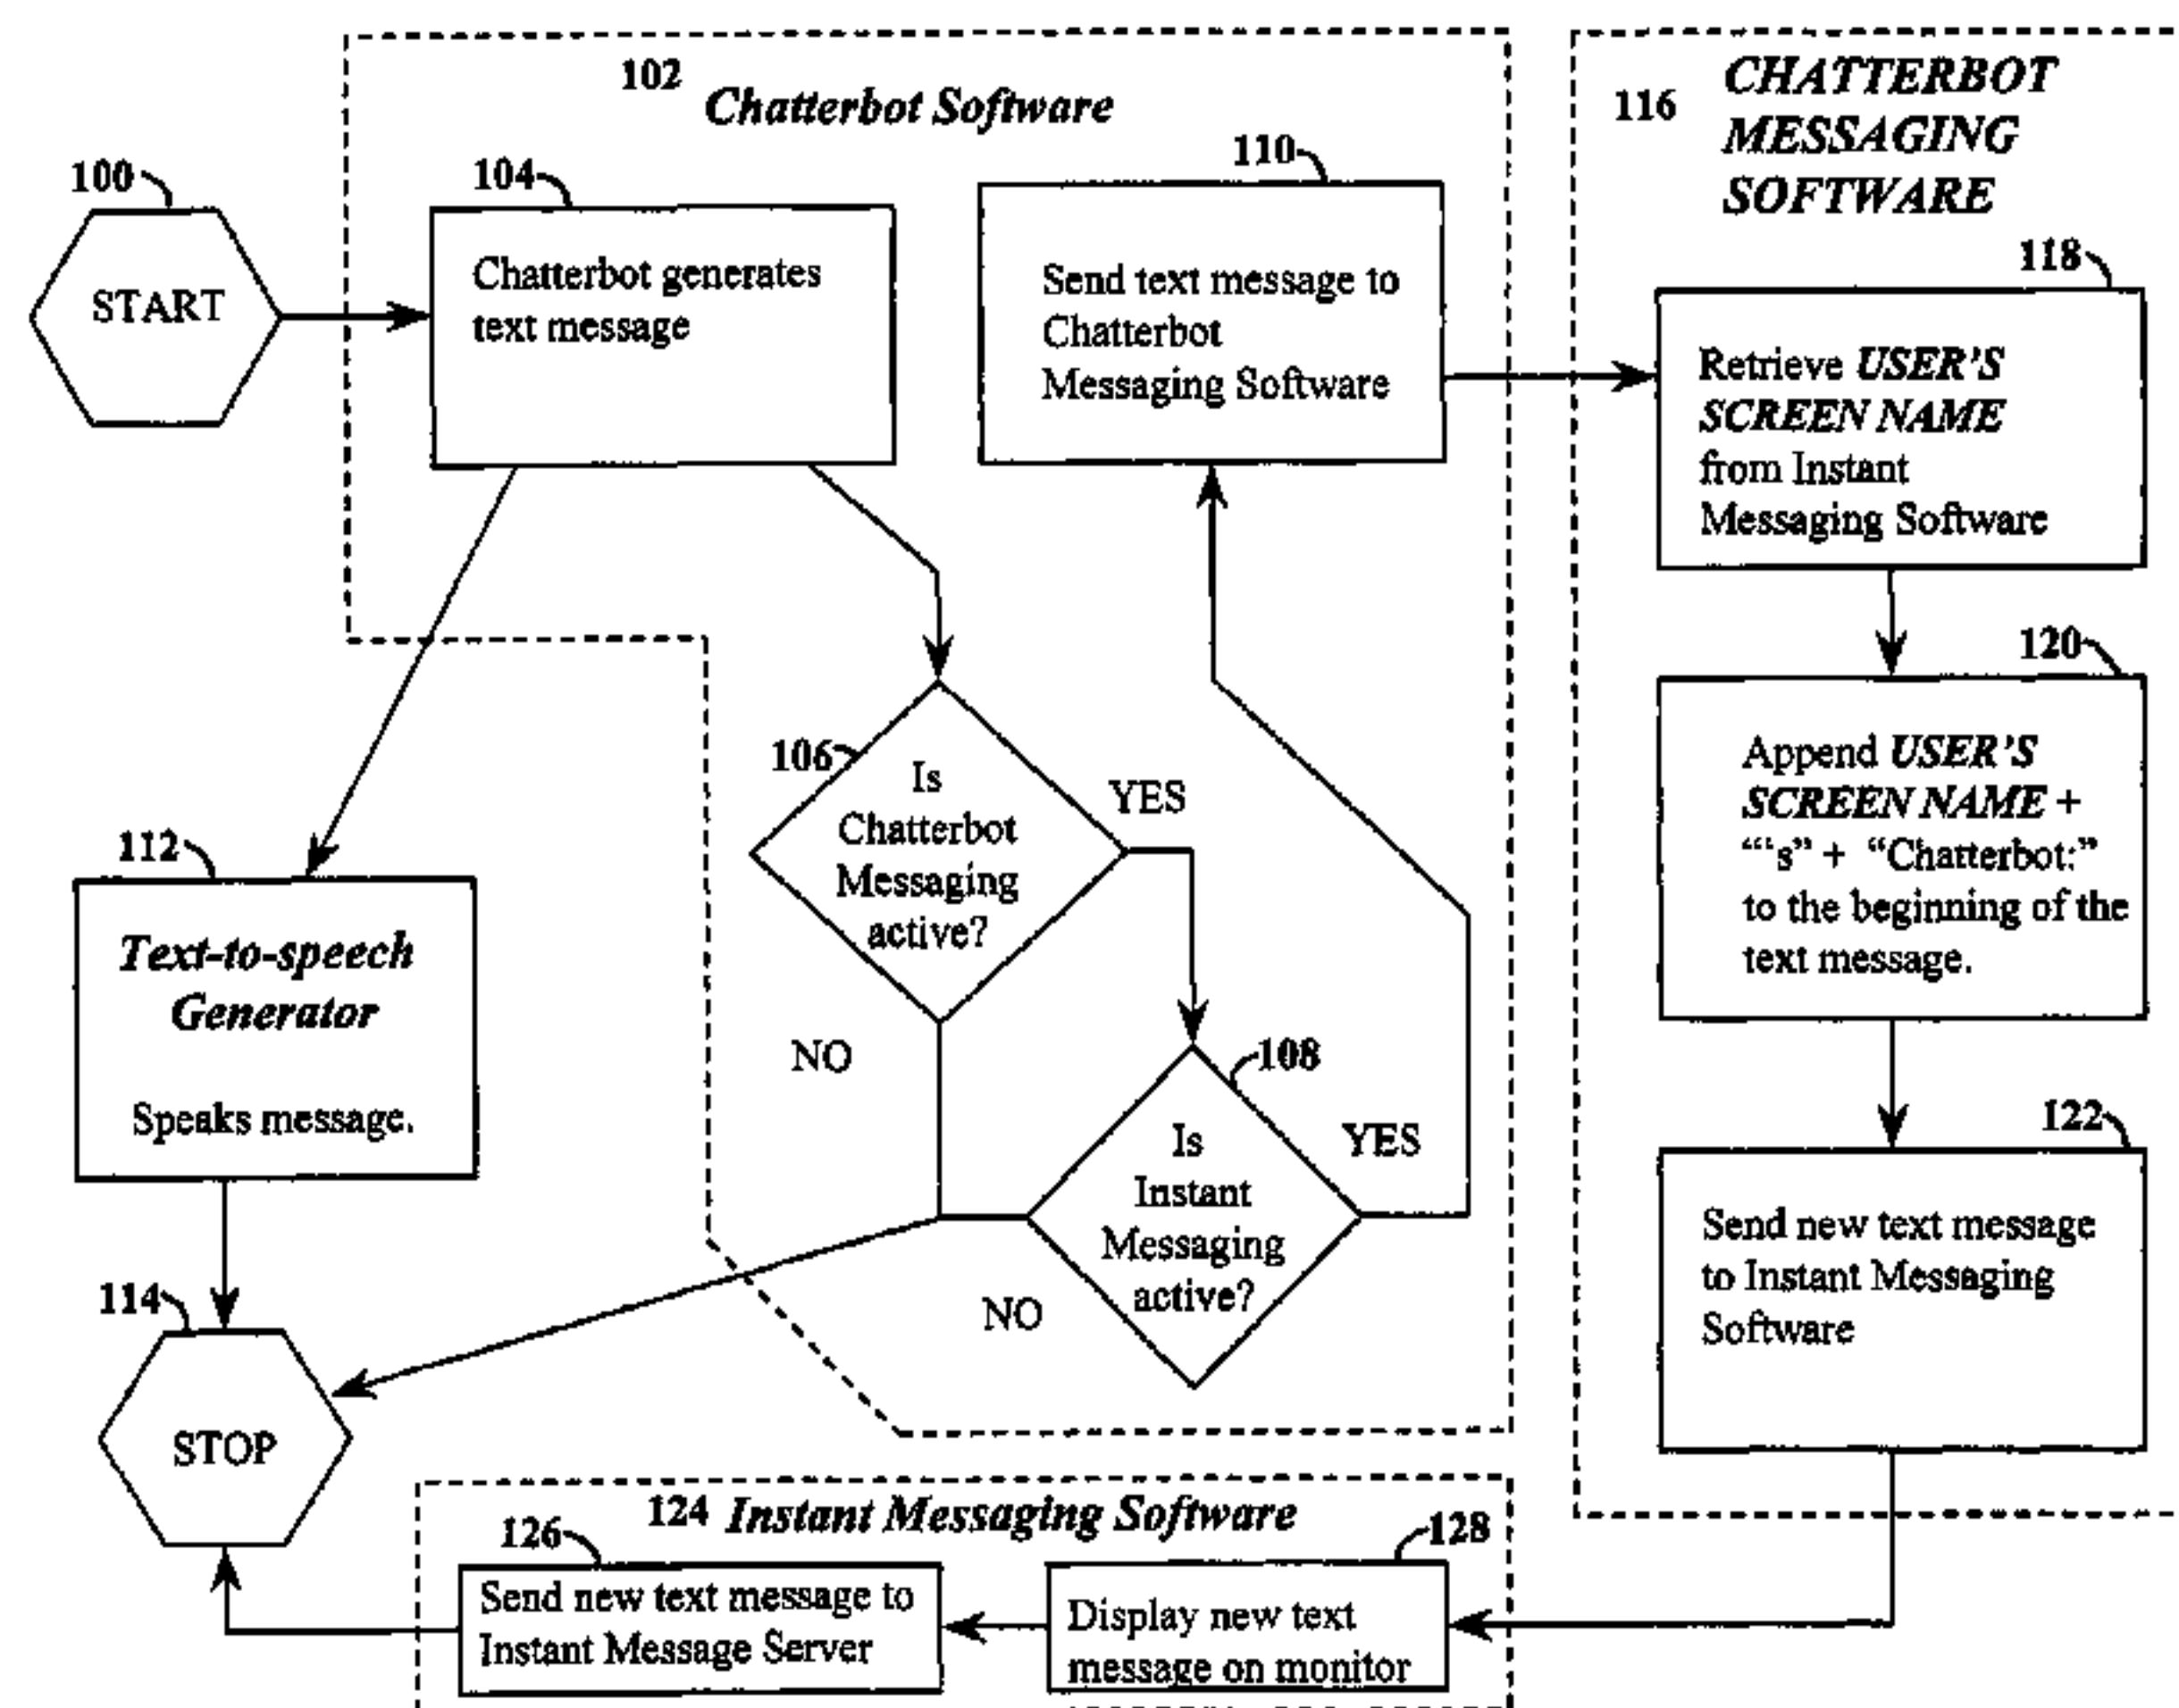 102
Chatterbot Software
116
CHATTERBOT
MESSAGING
SOFTWARE
100
START
104
Chatterbot generates
text message
110
Send text message to
Chatterbot
Messaging Software
118
Retrieve USER'S
SCREEN NAME
from Instant
Messaging Software
106
Is
Chatterbot
Messaging
active?
YES
NO
120
Append USER'S
SCREEN NAME +
“‘s” + “Chatterbot:”
to the beginning of the
text message.
112
Text-to-speech
Generator
Speaks message.
108
Is
Instant
Messaging
active?
YES
NO
122
Send new text message
to Instant Messaging
Software
114
STOP
124 Instant Messaging Software
126
Send new text message to
Instant Message Server
128
Display new text
message on monitor